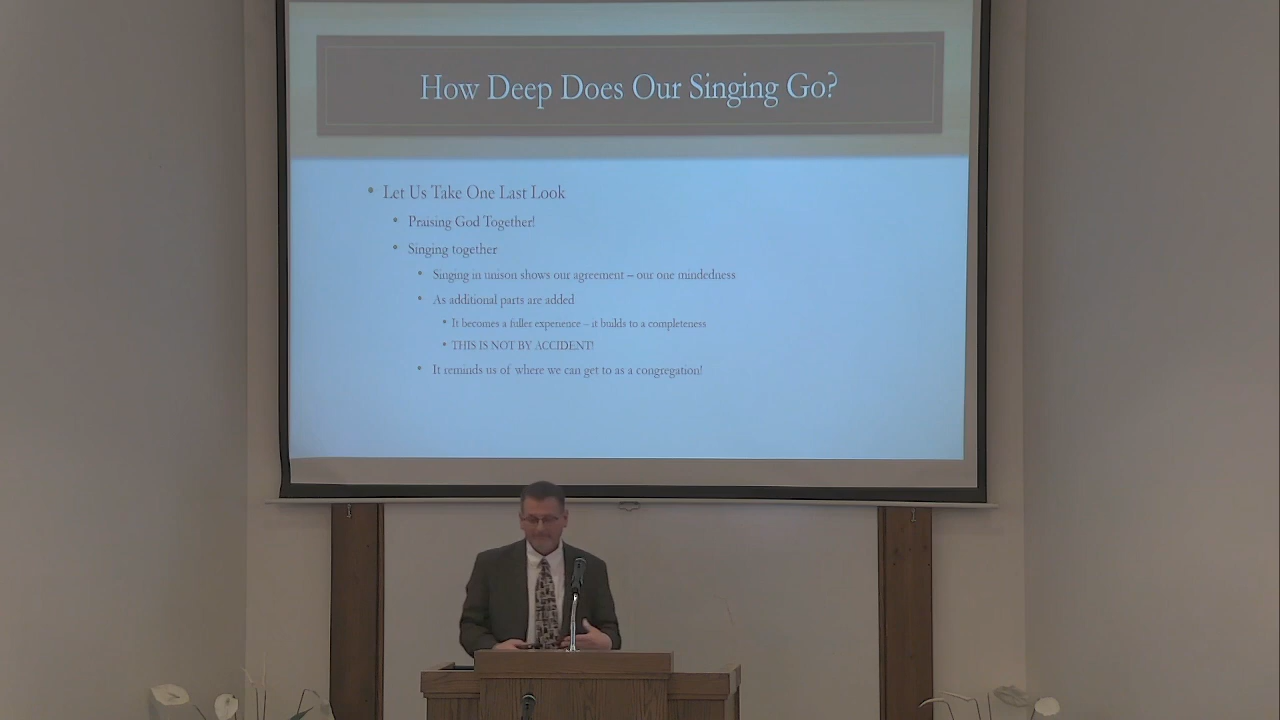 How Deep Does Our Singing Go?
• Let Us Take One Last Look
• Praising God Together!
• Singing together
• Singing in unison shows our agreement – our one mindedness
• As additional parts are added
• It becomes a fuller experience – it builds to a completeness
• THIS IS NOT BY ACCIDENT!
• It reminds us of where we can get to as a congregation!